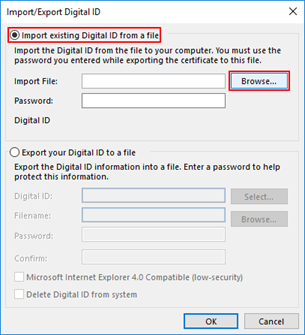 Import/Export Digital ID
Import existing Digital ID from a file
Import the Digital ID from the file to your computer. You must use the
password you entered while exporting the certificate to this file.
Import File:
Browse...
Password:
Digital ID
Export your Digital ID to a file
Export the Digital ID information into a file. Enter a password to help
protect this information.
Digital ID:
Select...
Filename:
Browse...
Password:
Confirm:
Microsoft Internet Explorer 4.0 Compatible (low-security)
Delete Digital ID from system
OK
Cancel